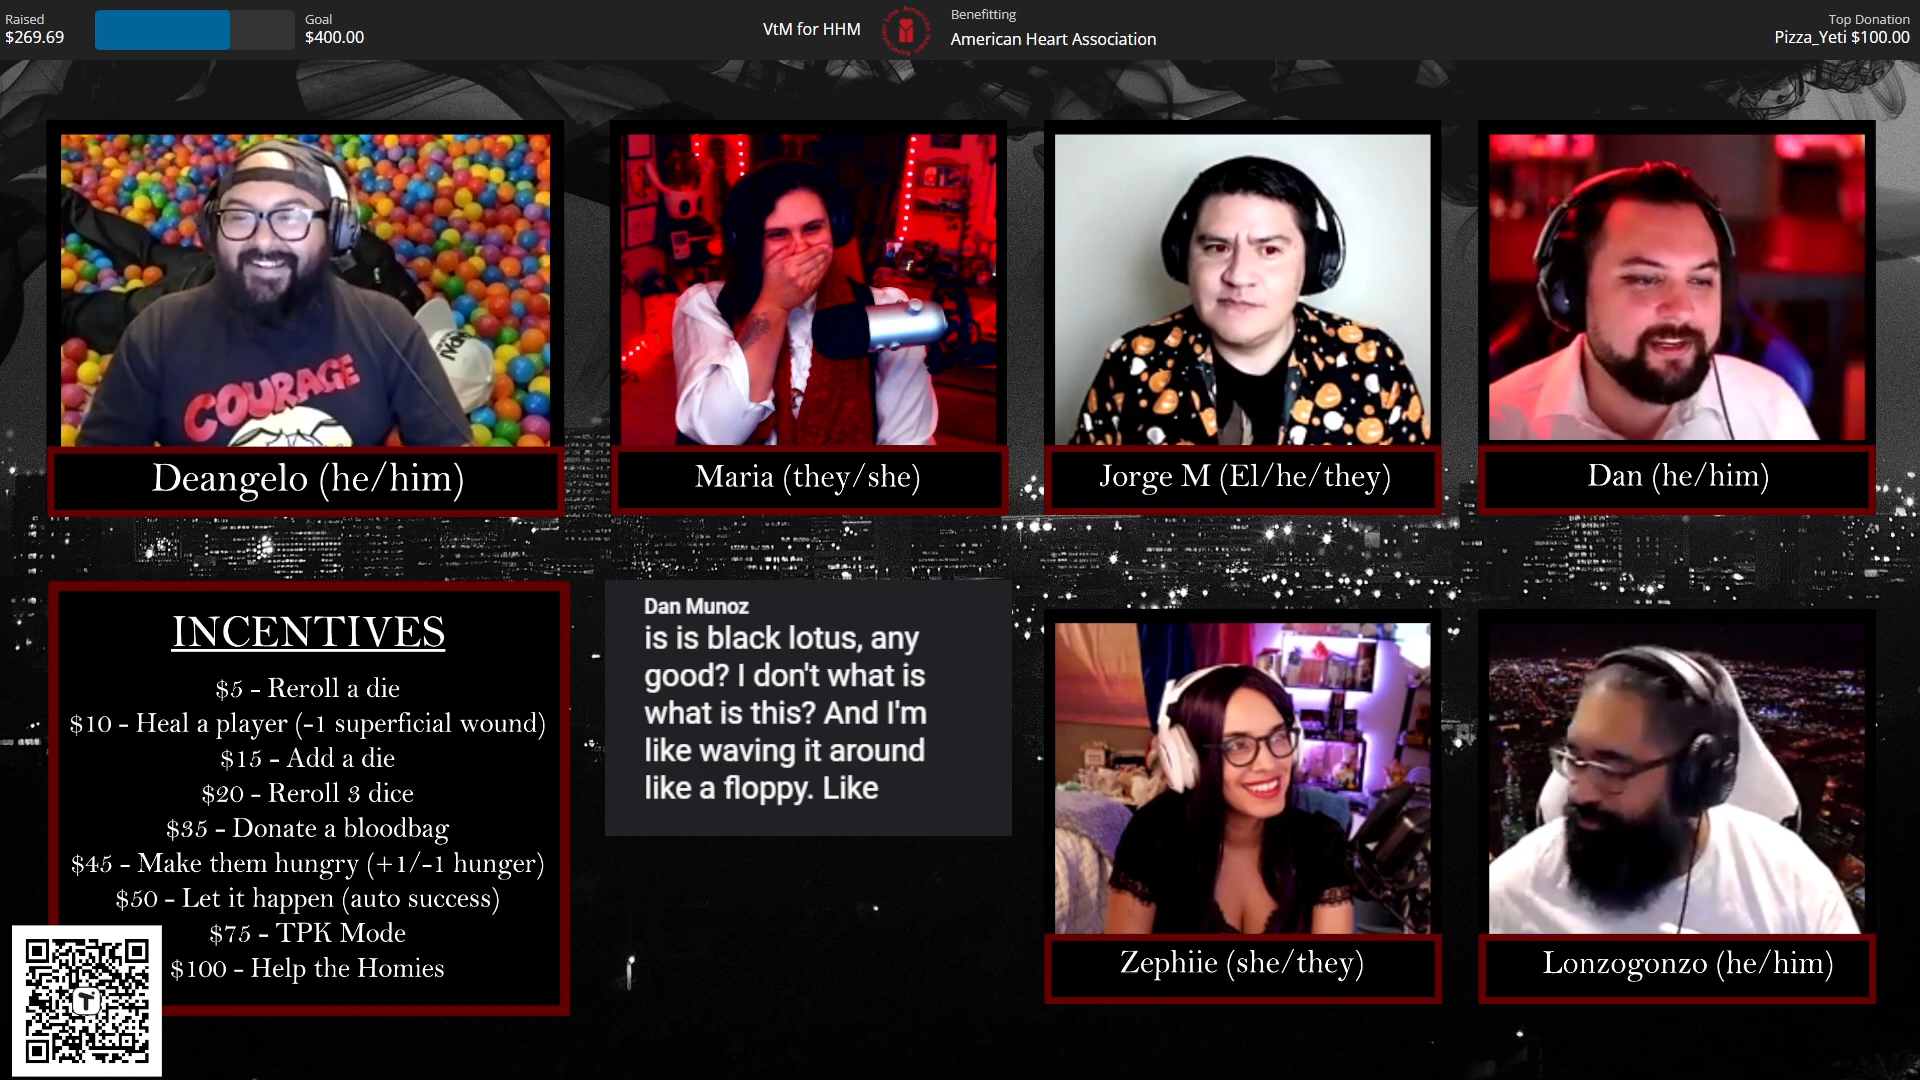 Raised
$269.69
Goal
$400.00
VtM for HHM
Benefitting
American Heart Association
Top Donation
Pizza_Yeti $100.00
COURAGE
Deangelo (he/him)
Maria (they/she)
Jorge M (El/he/they)
Dan (he/him)
INCENTIVES
$5 - Reroll a die
$10 - Heal a player (-1 superficial wound)
$15 - Add a die
$20 - Reroll 3 dice
$35 - Donate a bloodbag
$45 - Make them hungry (+1/-1 hunger)
$50 - Let it happen (auto success)
$75 - TPK Mode
$100 - Help the Homies
T
Dan Munoz
is is black lotus, any
good? I don't what is
what is this? And I'm
like waving it around
like a floppy. Like
Zephiie (she/they)
Lonzogonzo (he/him)